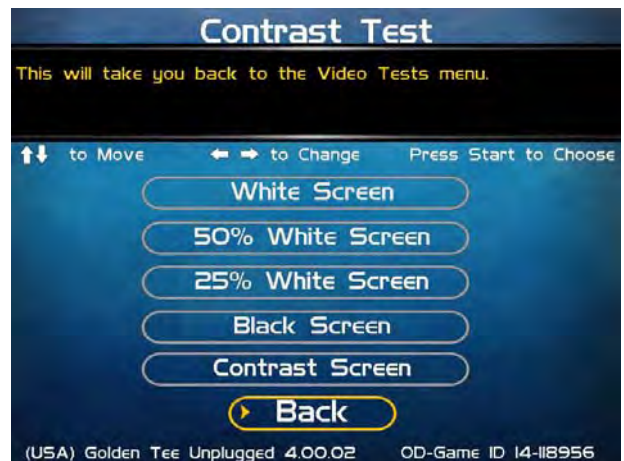 Contrast Test
This will take you back to the Video Tests menu.
⬆⬇ to Move ⬅ ➡ to Change Press Start to Choose
White Screen
50% White Screen
25% White Screen
Black Screen
Contrast Screen
Back
(USA) Golden Tee Unplugged 4.00.02 OD-Game ID 14-118956